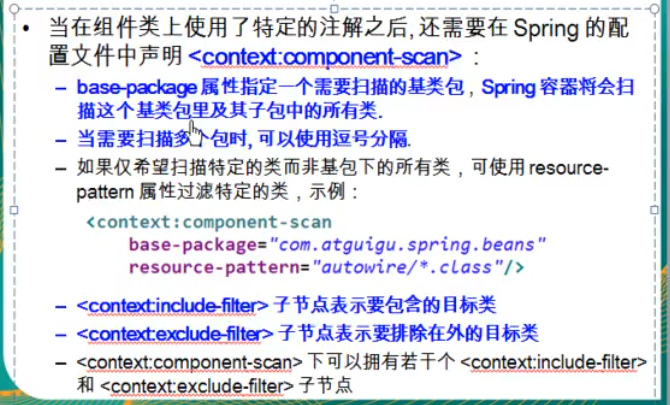 • 当在组件类上使用了特定的注解之后, 还需要在 Spring 的配
置文件中声明 <context:component-scan> ：
– base-package 属性指定一个需要扫描的基类包，Spring 容器将会扫
描这个基类包里及其子包中的所有类.
– 当需要扫描多个包时, 可以使用逗号分隔.
– 如果仅希望扫描特定的类而非基包下的所有类，可使用 resource-
pattern 属性过滤特定的类，示例：
<context:component-scan
base-package="com.atguigu.spring.beans"
resource-pattern="autowire/*.class"/>
– <context:include-filter> 子节点表示要包含的目标类
– <context:exclude-filter> 子节点表示要排除在外的目标类
– <context:component-scan> 下可以拥有若干个 <context:include-filter>
和 <context:exclude-filter> 子节点